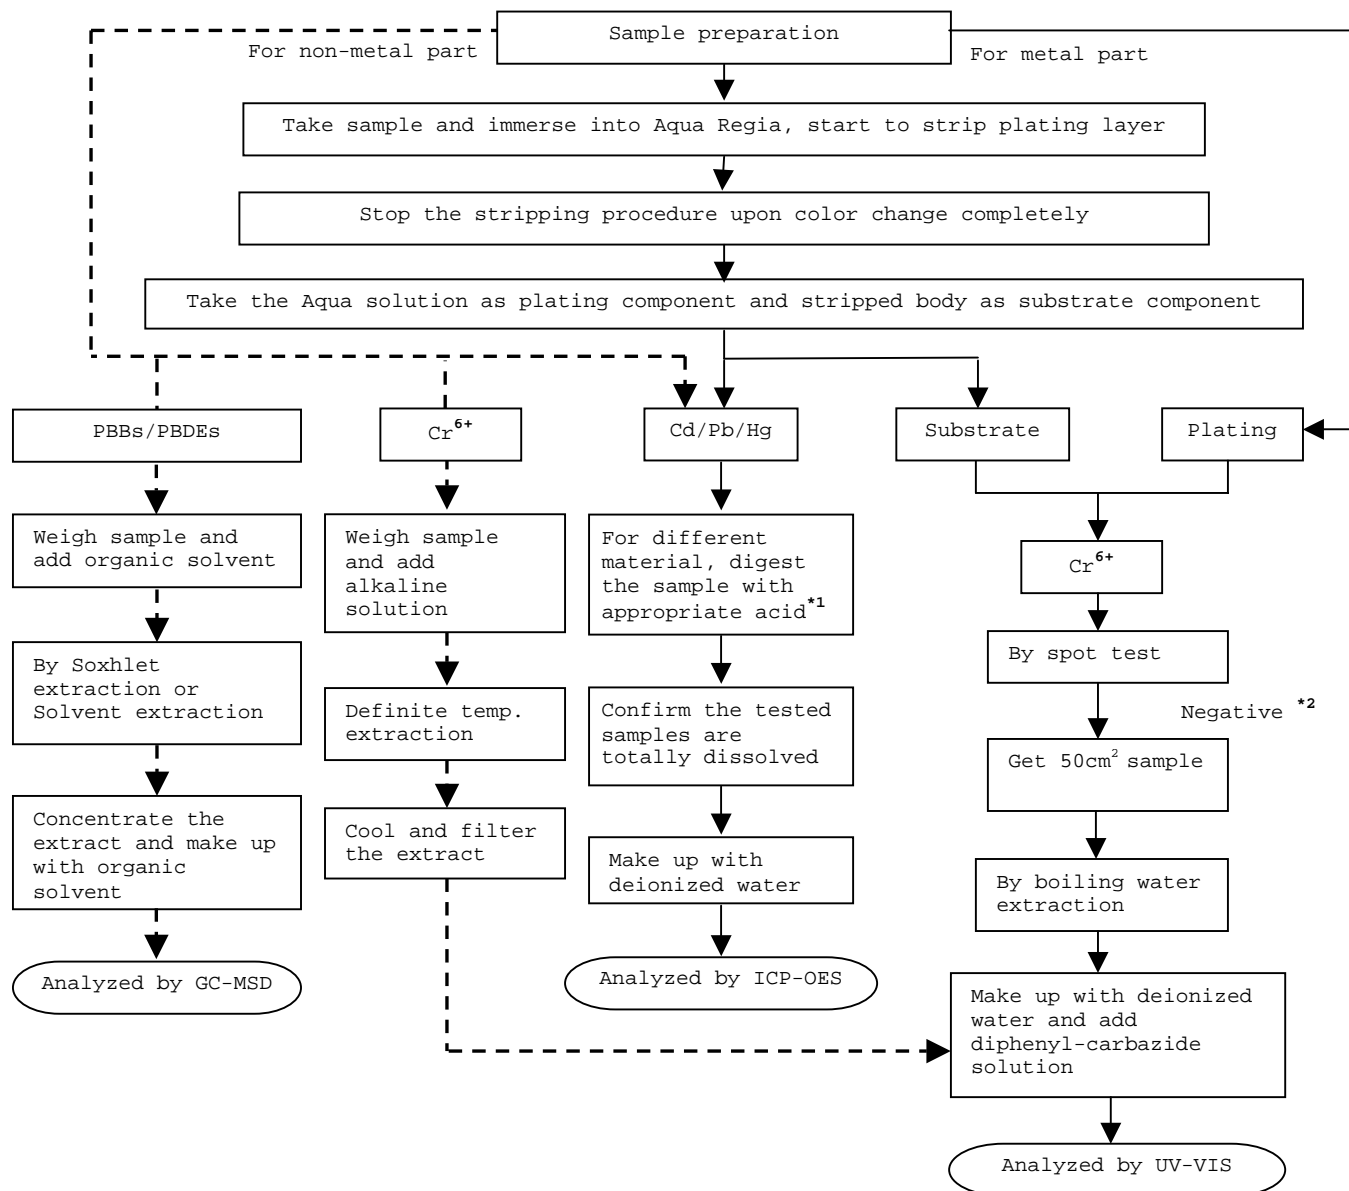 Sample preparation
For non-metal part
For metal part
Take sample and immerse into Aqua Regia, start to strip plating layer
Stop the stripping procedure upon color change completely
Take the Aqua solution as plating component and stripped body as substrate component
PBBs/PBDEs
Cr⁶⁺
Cd/Pb/Hg
Substrate
Plating
Weigh sample and
add organic solvent
Weigh sample
and add
alkaline
solution
For different
material, digest
the sample with
appropriate acid*1
Cr⁶⁺
By Soxhlet
extraction or
Solvent extraction
Definite temp.
extraction
Confirm the tested
samples are
totally dissolved
By spot test
Negative *2
Get 50cm² sample
Concentrate the
extract and make up
with organic
solvent
Cool and filter
the extract
Make up with
deionized water
By boiling water
extraction
Analyzed by GC-MSD
Analyzed by ICP-OES
Make up with deionized
water and add
diphenyl-carbazide
solution
Analyzed by UV-VIS